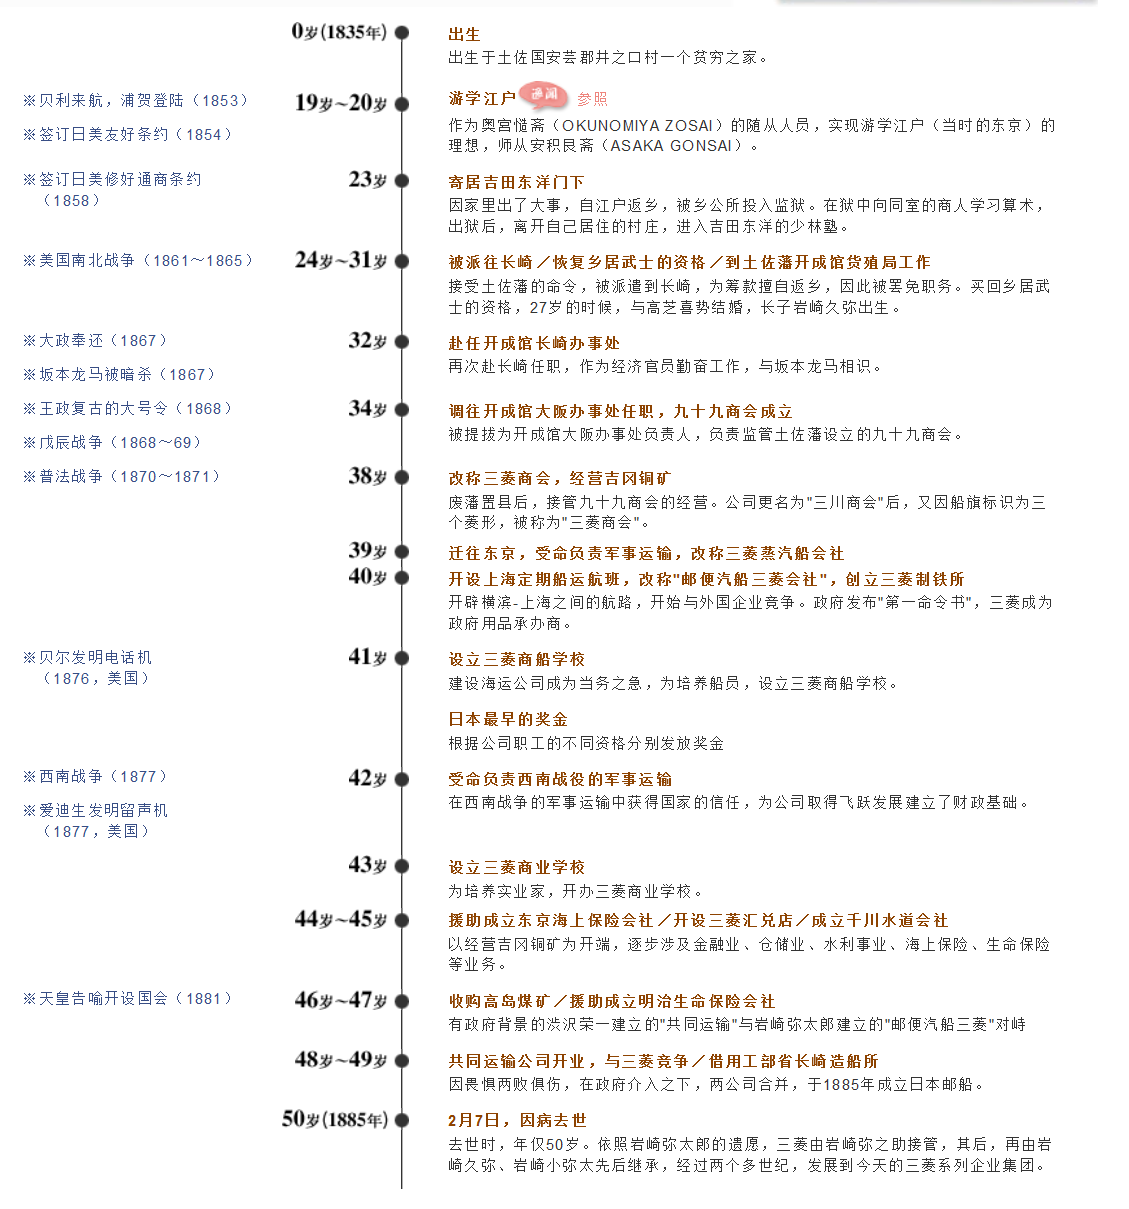 0岁(1835年)
出生
出生于土佐国安芸郡井之口村一个贫穷之家。
※贝利来航，浦贺登陆（1853）
※签订日美友好条约（1854）
19岁~20岁
游学江户 逸闻 参照
作为奥宫慥斋（OKUNOMIYA ZOSAI）的随从人员，实现游学江户（当时的东京）的
理想，师从安积艮斋（ASAKA GONSAI）。
※签订日美修好通商条约
（1858）
23岁
寄居吉田东洋门下
因家里出了大事，自江户返乡，被乡公所投入监狱。在狱中向同室的商人学习算术，
出狱后，离开自己居住的村庄，进入吉田东洋的少林塾。
※美国南北战争（1861～1865）
24岁~31岁
被派往长崎／恢复乡居武士的资格／到土佐藩开成馆货殖局工作
接受土佐藩的命令，被派遣到长崎，为筹款擅自返乡，因此被罢免职务。买回乡居武
士的资格，27岁的时候，与高芝喜势结婚，长子岩崎久弥出生。
※大政奉还（1867）
※坂本龙马被暗杀（1867）
32岁
赴任开成馆长崎办事处
再次赴长崎任职，作为经济官员勤奋工作，与坂本龙马相识。
※王政复古的大号令（1868）
※戊辰战争（1868～69）
34岁
调往开成馆大阪办事处任职，九十九商会成立
被提拔为开成馆大阪办事处负责人，负责监管土佐藩设立的九十九商会。
※普法战争（1870～1871）
38岁
改称三菱商会，经营吉冈铜矿
废藩置县后，接管九十九商会的经营。公司更名为"三川商会"后，又因船旗标识为三
个菱形，被称为"三菱商会"。
39岁
迁往东京，受命负责军事运输，改称三菱蒸汽船会社
40岁
开设上海定期船运航班，改称"邮便汽船三菱会社"，创立三菱制铁所
开辟横滨-上海之间的航路，开始与外国企业竞争。政府发布"第一命令书"，三菱成为
政府用品承办商。
※贝尔发明电话机
（1876，美国）
41岁
设立三菱商船学校
建设海运公司成为当务之急，为培养船员，设立三菱商船学校。
日本最早的奖金
根据公司职工的不同资格分别发放奖金
※西南战争（1877）
※爱迪生发明留声机
（1877，美国）
42岁
受命负责西南战役的军事运输
在西南战争的军事运输中获得国家的信任，为公司取得飞跃发展建立了财政基础。
43岁
设立三菱商业学校
为培养实业家，开办三菱商业学校。
44岁~45岁
援助成立东京海上保险会社／开设三菱汇兑店／成立千川水道会社
以经营吉冈铜矿为开端，逐步涉及金融业、仓储业、水利事业、海上保险、生命保险
等业务。
※天皇告喻开设国会（1881）
46岁~47岁
收购高岛煤矿／援助成立明治生命保险会社
有政府背景的渋沢荣一建立的"共同运输"与岩崎弥太郎建立的"邮便汽船三菱"对峙
48岁~49岁
共同运输公司开业，与三菱竞争／借用工部省长崎造船所
因畏惧两败俱伤，在政府介入之下，两公司合并，于1885年成立日本邮船。
50岁(1885年)
2月7日，因病去世
去世时，年仅50岁。依照岩崎弥太郎的遗愿，三菱由岩崎弥之助接管，其后，再由岩
崎久弥、岩崎小弥太先后继承，经过两个多世纪，发展到今天的三菱系列企业集团。